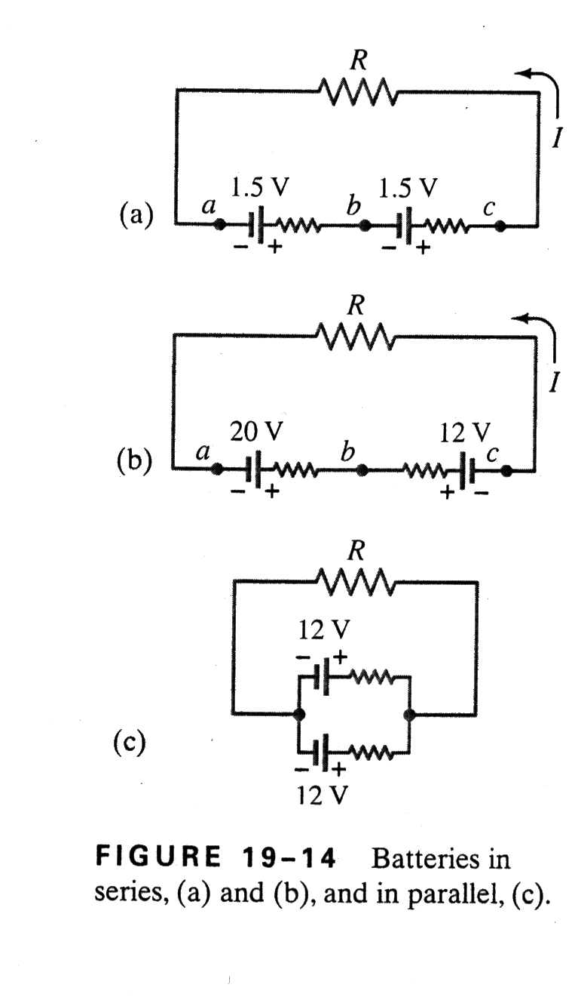 R
I
1.5 V 1.5 V
a b c
(a)
− + − +
R
I
20 V 12 V
a b c
(b)
− + + −
R
12 V
− +
(c)
− +
12 V
FIGURE 19–14 Batteries in
series, (a) and (b), and in parallel, (c).